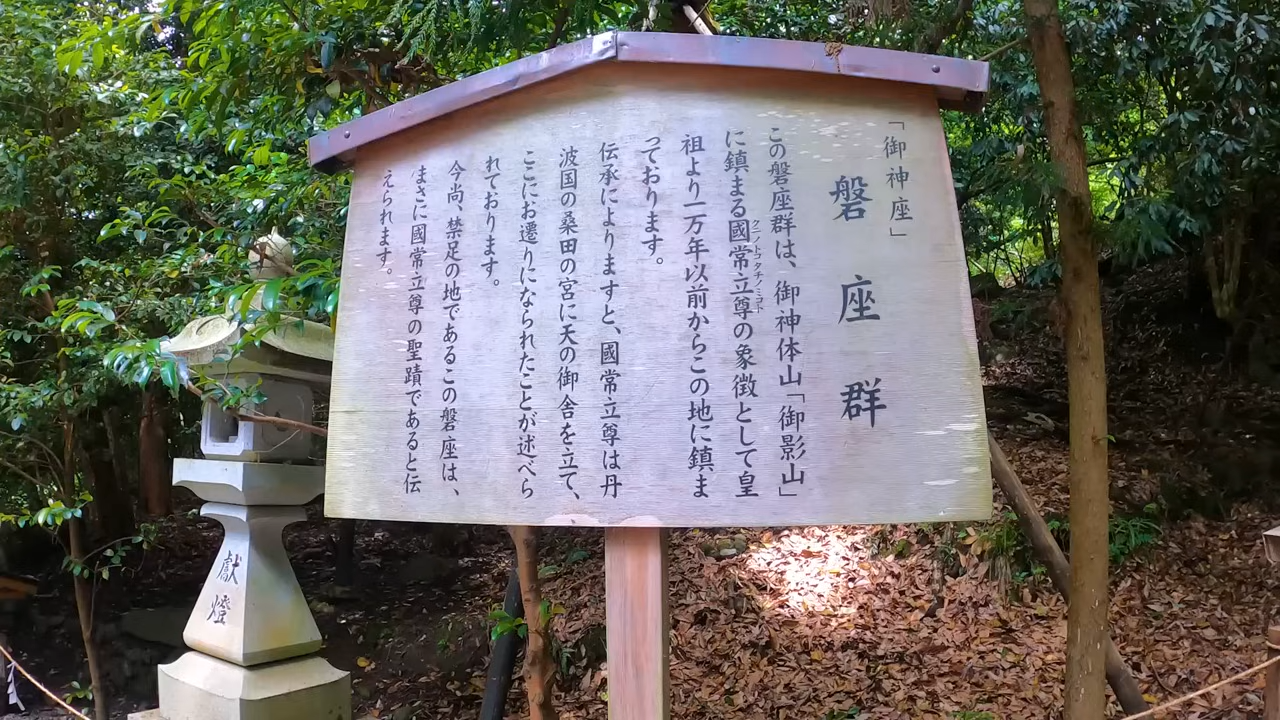 「御神座」
磐座群
この磐座群は、御神体山「御影山」
に鎮まる國常立尊の象徴として皇
クニノトコタチノミコト
祖より一万年以前からこの地に鎮ま
っております。
伝承によりますと、國常立尊は丹
波国の桑田の宮に天の御舎を立て、
ここにお遷りになられたことが述べら
れております。
今尚、禁足の地であるこの磐座は、
まさに國常立尊の聖蹟であると伝
えられます。
獻燈